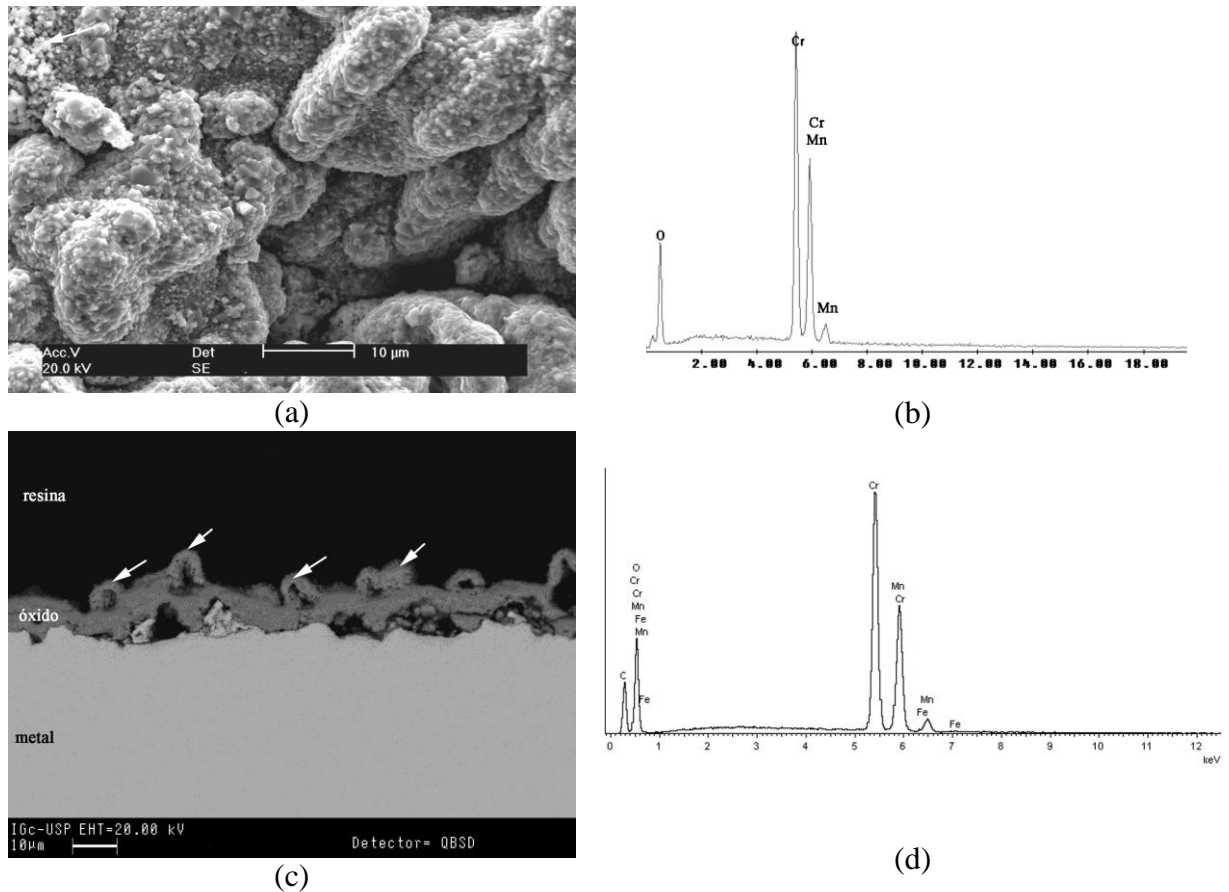 Acc.V Det 10 µm
20.0 kV SE
(a)
Cr
Cr
Mn
O
Mn
2.00 4.00 6.00 8.00 10.00 12.00 14.00 16.00 18.00
(b)
resina
óxido
metal
IGc-USP EHT=20.00 kV
10µm Detector= QBSD
(c)
Cr
O
Cr
Cr
Mn
Fe
Mn
Mn
Cr
C
Fe
Mn
Fe
Fe
0 1 2 3 4 5 6 7 8 9 10 11 12
keV
(d)